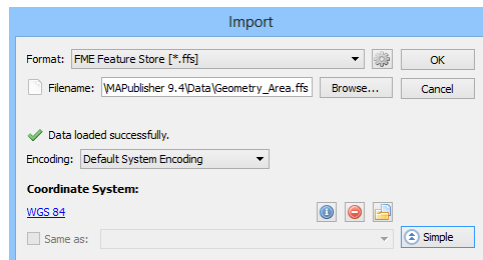 Import
Format: FME Feature Store [*.ffs] OK
Filename: \MAPublisher 9.4\Data\Geometry_Area.ffs Browse... Cancel
Data loaded successfully.
Encoding: Default System Encoding
Coordinate System:
WGS 84
Same as: Simple